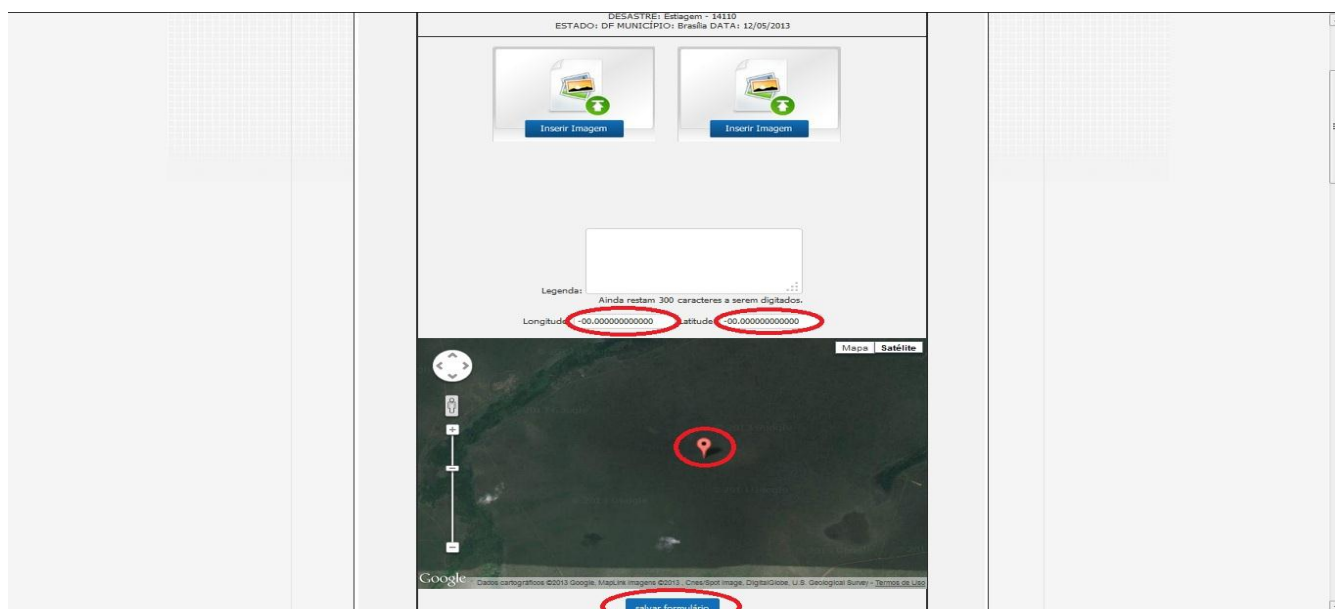 DESASTRE: Estiagem - 14110
ESTADO: DF MUNICÍPIO: Brasília DATA: 12/05/2013
Inserir Imagem Inserir Imagem
Legenda:
Ainda restam 300 caracteres a serem digitados.
Longitude: -00.000000000000 Latitude: -00.000000000000
Mapa Satélite
Google Dados cartográficos ©2013 Google, MapLink Imagens ©2013 , Cnes/Spot Image, DigitalGlobe, U.S. Geological Survey - Termos de Uso
salvar formulário